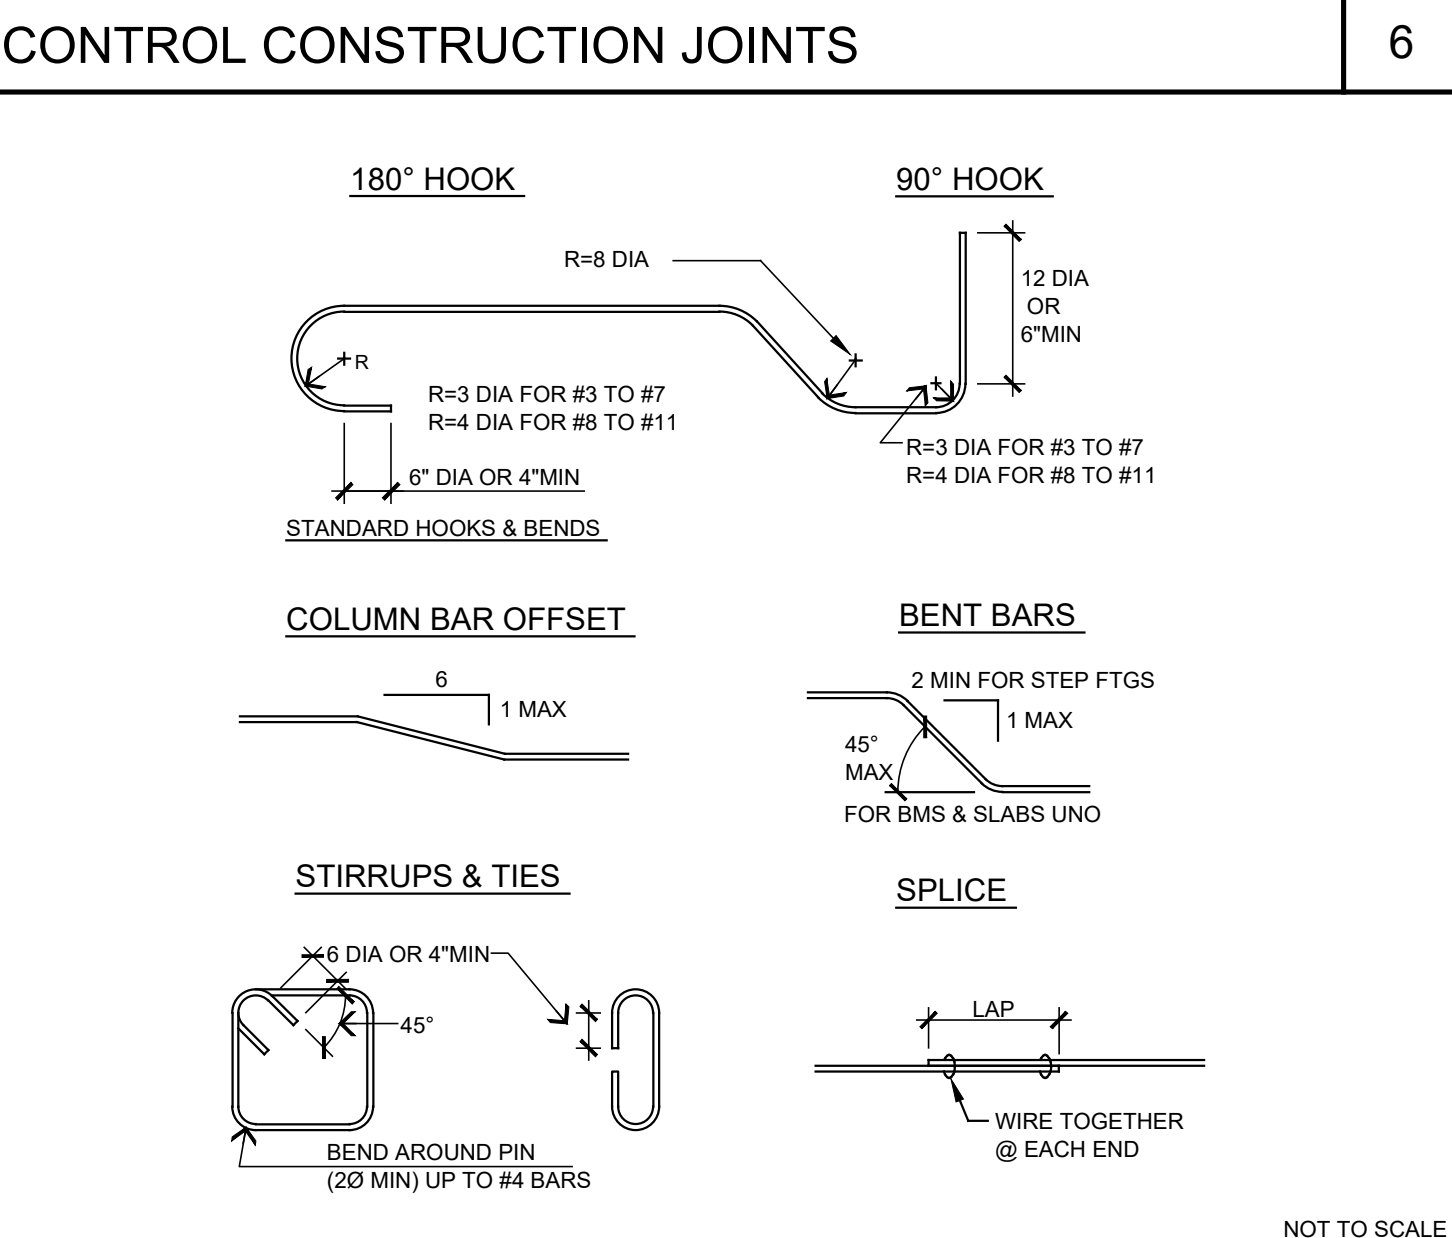 CONTROL CONSTRUCTION JOINTS
6
180° HOOK
90° HOOK
R=8 DIA
12 DIA
OR
6"MIN
R
R=3 DIA FOR #3 TO #7
R=4 DIA FOR #8 TO #11
R=3 DIA FOR #3 TO #7
R=4 DIA FOR #8 TO #11
6" DIA OR 4"MIN
STANDARD HOOKS & BENDS
COLUMN BAR OFFSET
6
1 MAX
BENT BARS
2 MIN FOR STEP FTGS
1 MAX
45°
MAX
FOR BMS & SLABS UNO
STIRRUPS & TIES
6 DIA OR 4"MIN
45°
BEND AROUND PIN
(2Ø MIN) UP TO #4 BARS
SPLICE
LAP
WIRE TOGETHER
@ EACH END
NOT TO SCALE